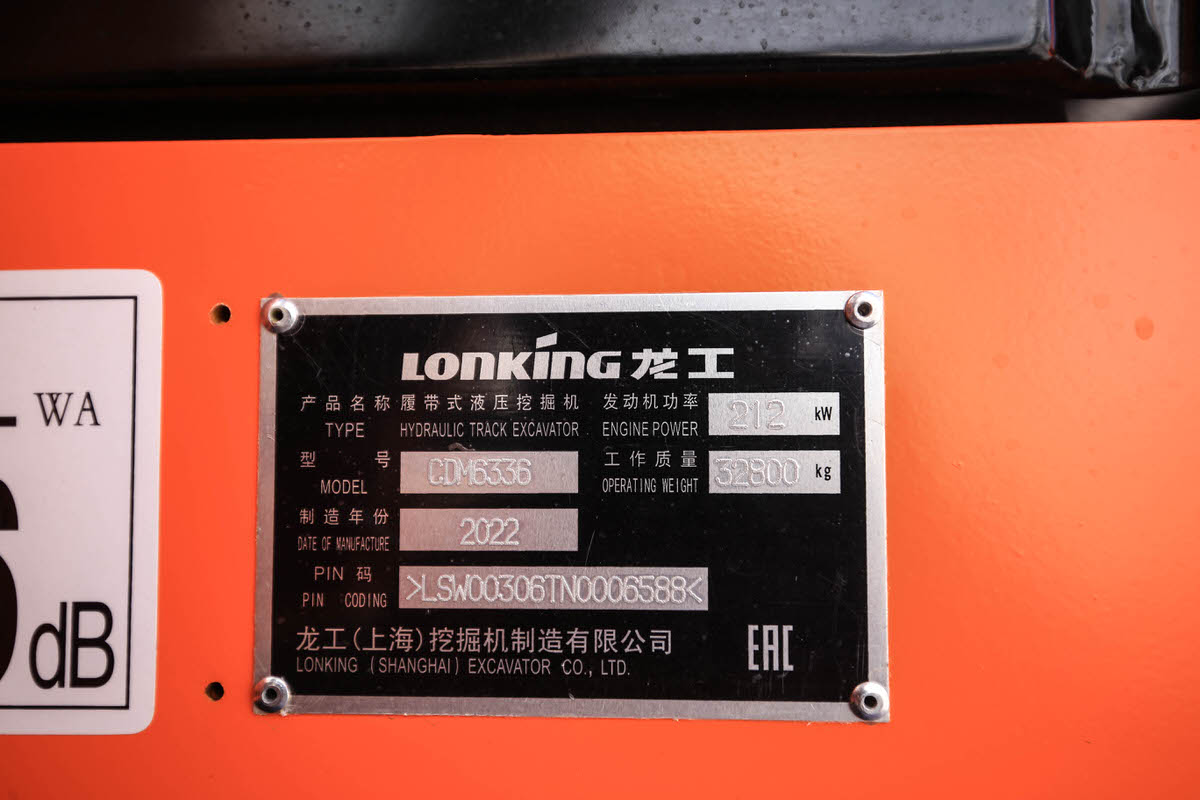 WA
dB
LONKING 龙工
产品名称 履带式液压挖掘机 发动机功率 212 kW
TYPE HYDRAULIC TRACK EXCAVATOR ENGINE POWER
型号 CDM6336 工作质量 32800 kg
MODEL OPERATING WEIGHT
制造年份 2022
DATE OF MANUFACTURE
PIN 码 >LSW00306TN0006588<
PIN CODING
龙工(上海)挖掘机制造有限公司 EAC
LONKING (SHANGHAI) EXCAVATOR CO., LTD.